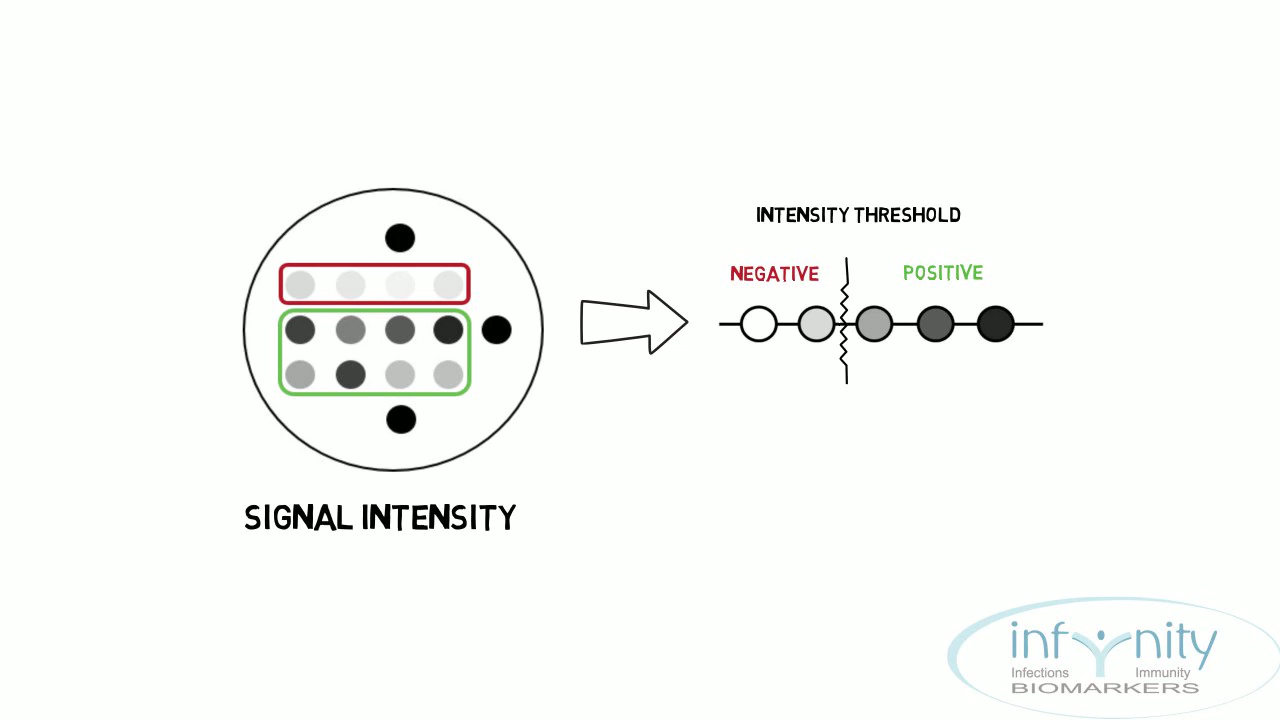 INTENSITY THRESHOLD
NEGATIVE POSITIVE
SIGNAL INTENSITY
infynity
Infections Immunity
BIOMARKERS